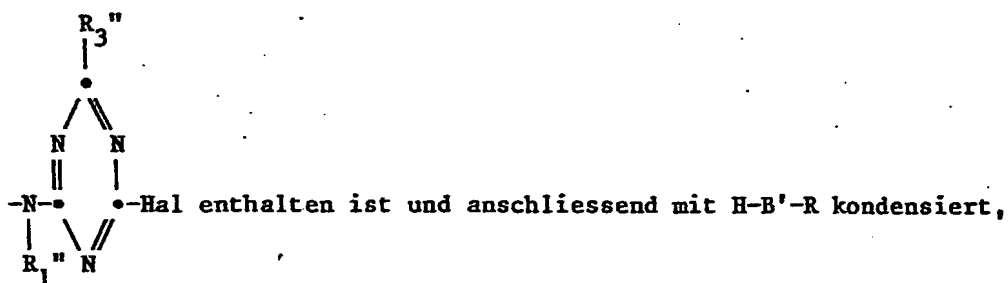 R3"
N N
-N-•  •-Hal enthalten ist und anschliessend mit H-B'-R kondensiert,
R1" N